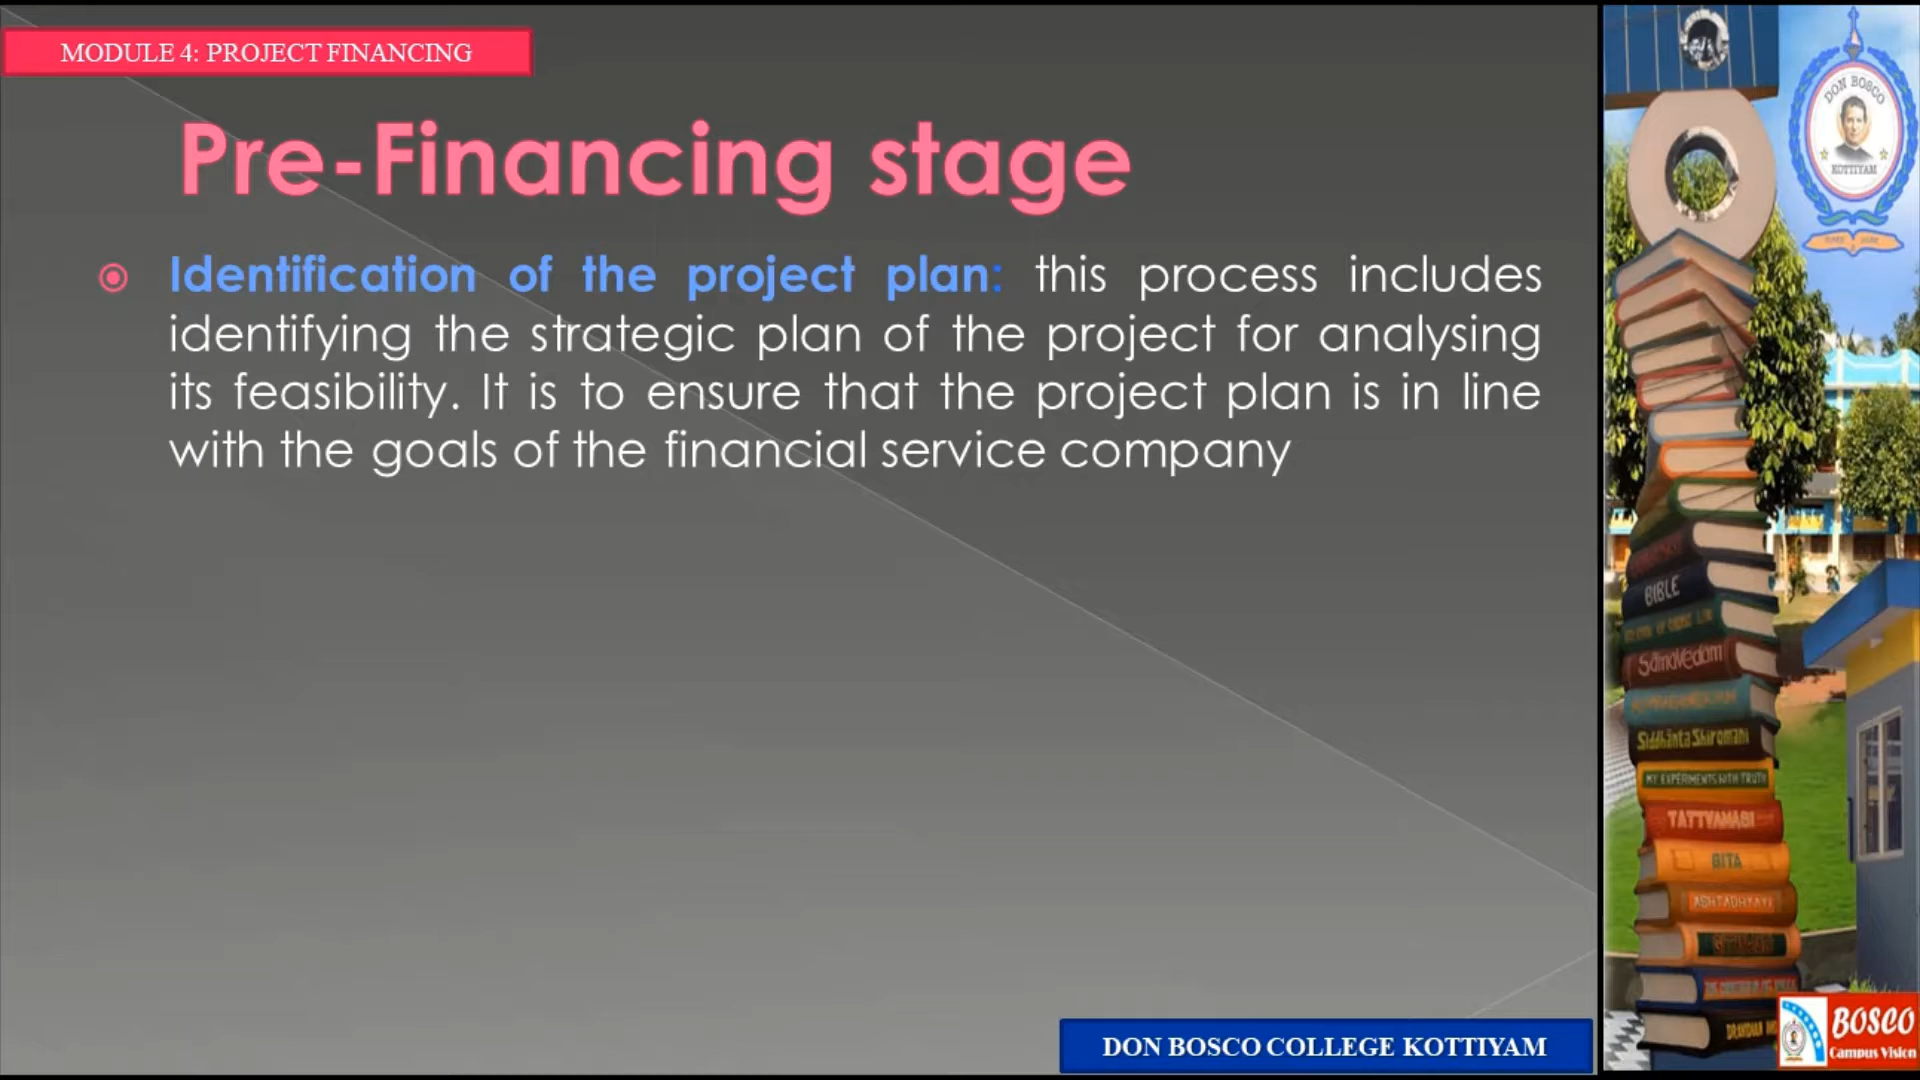 MODULE 4: PROJECT FINANCING
Pre-Financing stage
Identification of the project plan: this process includes
identifying the strategic plan of the project for analysing
its feasibility. It is to ensure that the project plan is in line
with the goals of the financial service company
DON BOSCO COLLEGE KOTTIYAM
DON BOSCO
KOTTIYAM
BIBLE
SamaVedam
Siddhanta Shiromani
MY EXPERIMENTS WITH TRUTH
TATTVAMASI
GITA
ASHTADHYAYI
BOSCO
Campus Vision